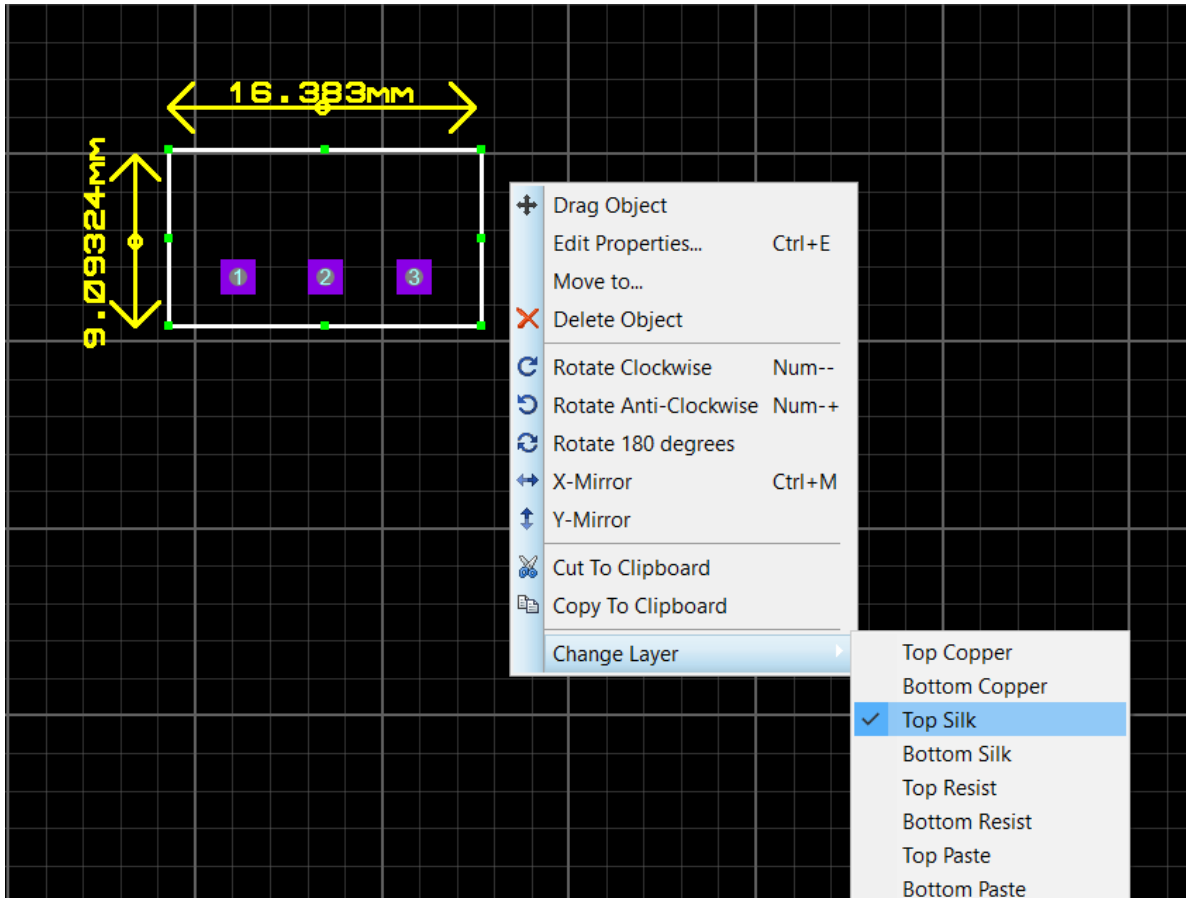 16.383mm
9.09324mm
1 2 3
Drag Object
Edit Properties... Ctrl+E
Move to...
Delete Object
Rotate Clockwise Num--
Rotate Anti-Clockwise Num-+
Rotate 180 degrees
X-Mirror Ctrl+M
Y-Mirror
Cut To Clipboard
Copy To Clipboard
Change Layer
Top Copper
Bottom Copper
Top Silk
Bottom Silk
Top Resist
Bottom Resist
Top Paste
Bottom Paste